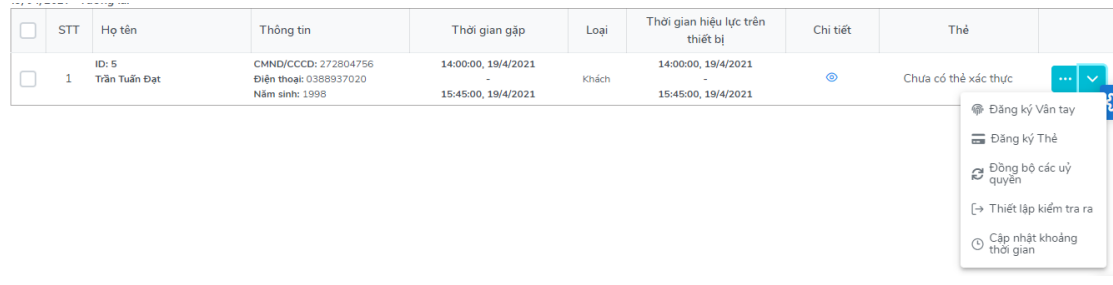 STT Họ tên Thông tin Thời gian gặp Loại Thời gian hiệu lực trên Chi tiết Thẻ
thiết bị
ID: 5 CMND/CCCD: 272804756 14:00:00, 19/4/2021 14:00:00, 19/4/2021
1 Trần Tuấn Đạt Điện thoại: 0388937020 - Khách - Chưa có thẻ xác thực
Năm sinh: 1998 15:45:00, 19/4/2021 15:45:00, 19/4/2021
Đăng ký Vân tay
Đăng ký Thẻ
Đồng bộ các uỷ
quyền
Thiết lập kiểm tra ra
Cập nhật khoảng
thời gian